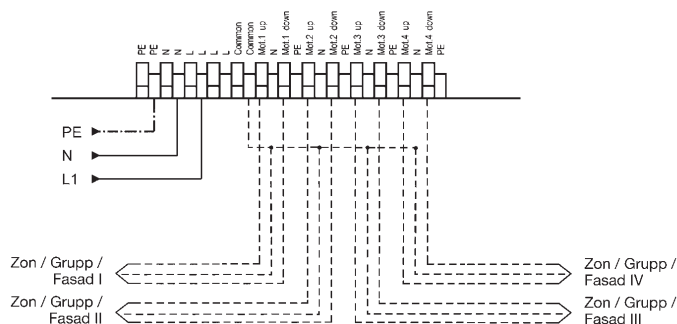 PE
PE
N
N
L
L
L
L
Common
Common
Mot.1 up
N
Mot.1 down
PE
Mot.2 up
N
Mot.2 down
PE
Mot.3 up
N
Mot.3 down
PE
Mot.4 up
N
Mot.4 down
PE
PE
N
L1
Zon / Grupp /
Fasad I
Zon / Grupp /
Fasad II
Zon / Grupp /
Fasad IV
Zon / Grupp /
Fasad III